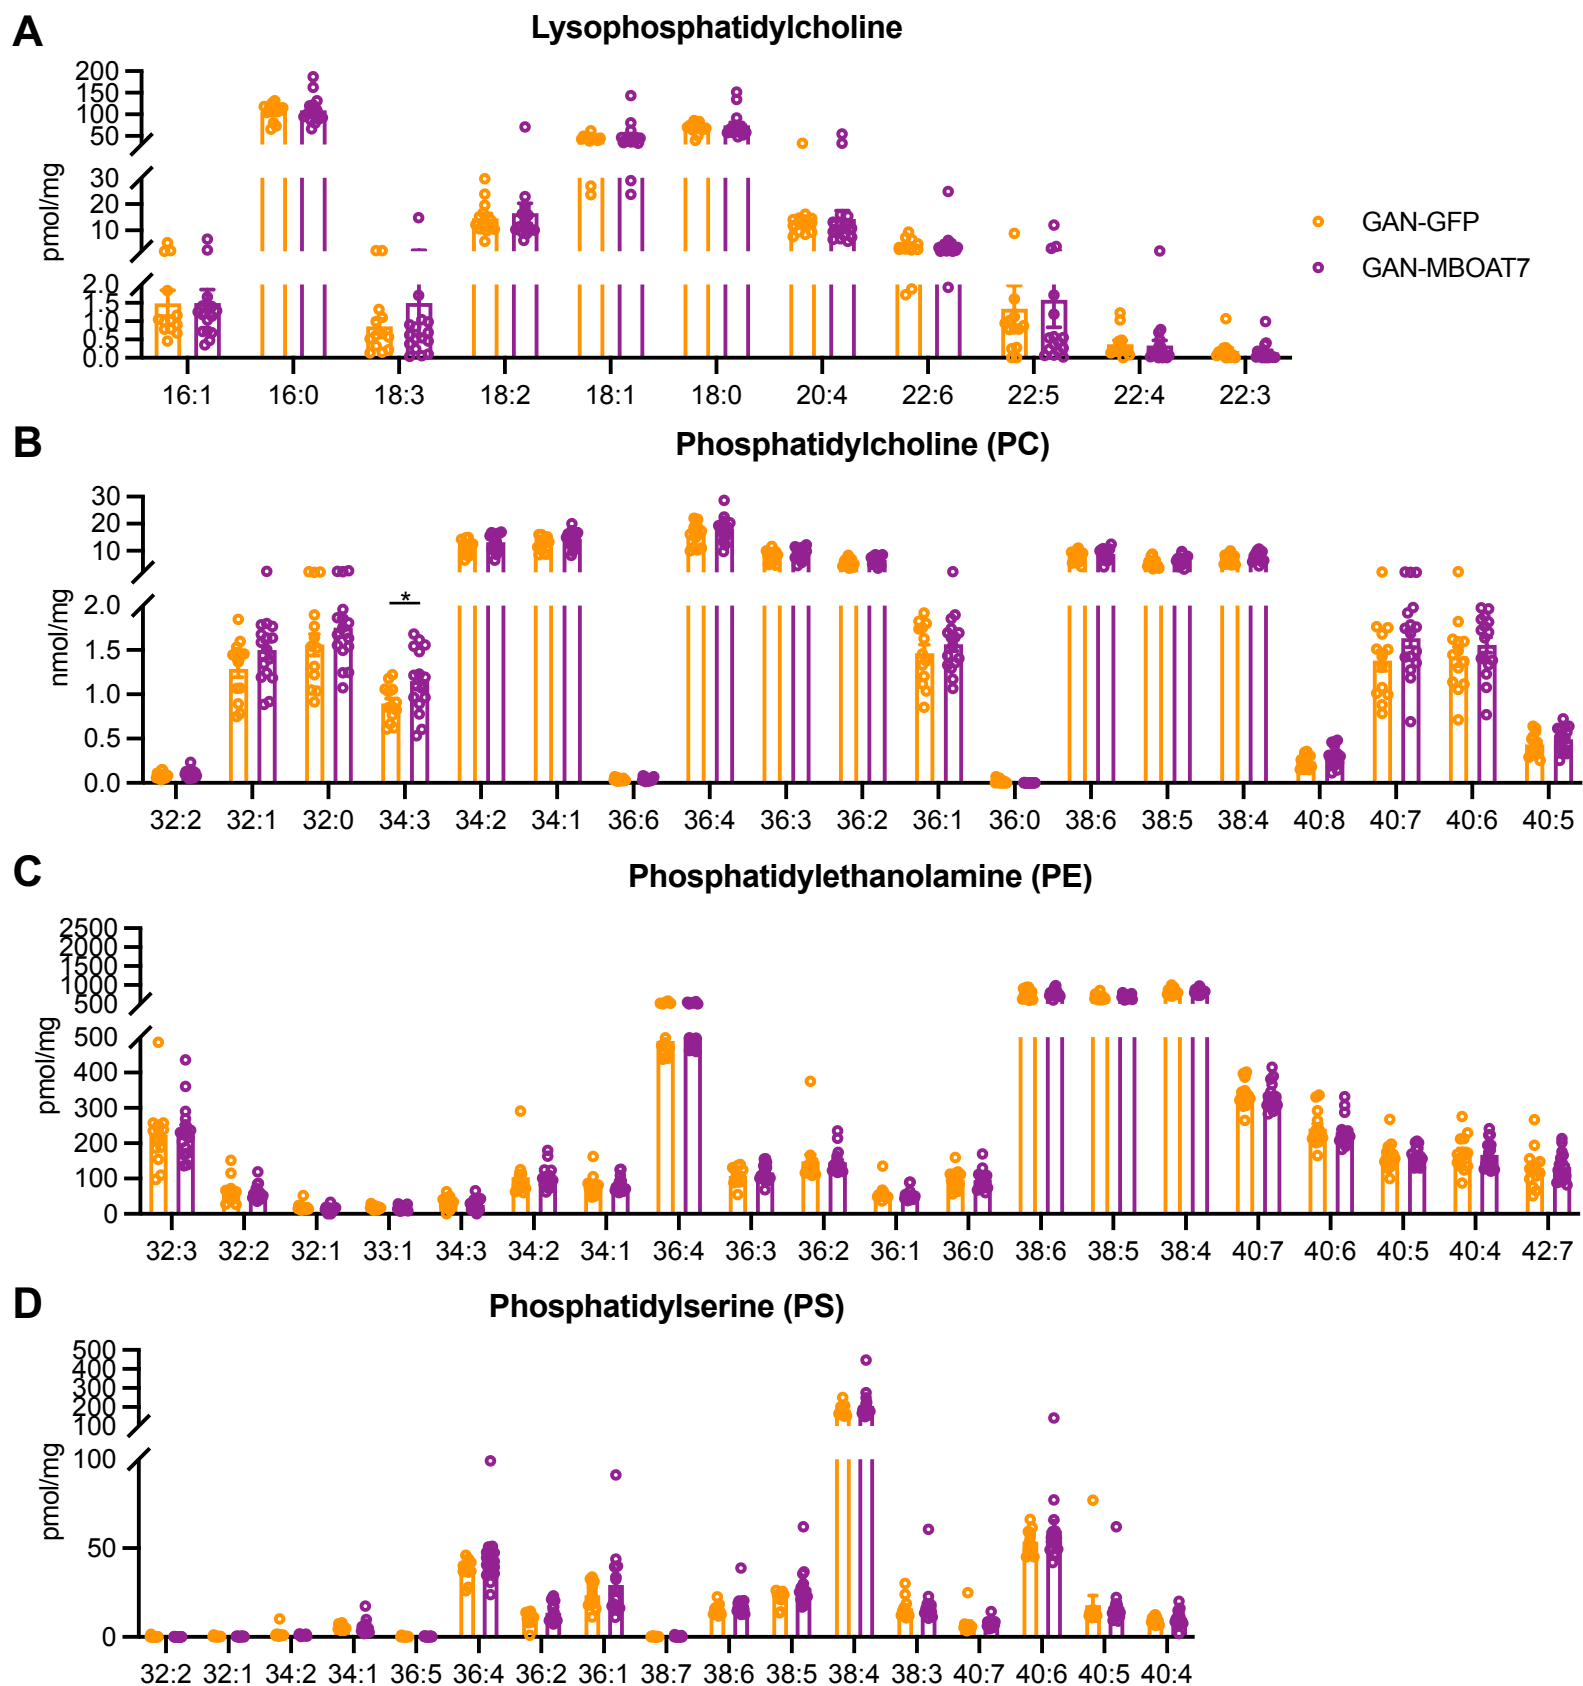 A
Lysophosphatidylcholine
200
150
100
50
30
20
10
2.0
1.5
1.0
0.5
0.0
pmol/mg
16:1 16:0 18:3 18:2 18:1 18:0 20:4 22:6 22:5 22:4 22:3
GAN-GFP
GAN-MBOAT7
B
Phosphatidylcholine (PC)
30
20
10
2.0
1.5
1.0
0.5
0.0
nmol/mg
*
32:2 32:1 32:0 34:3 34:2 34:1 36:6 36:4 36:3 36:2 36:1 36:0 38:6 38:5 38:4 40:8 40:7 40:6 40:5
C
Phosphatidylethanolamine (PE)
2500
2000
1500
1000
500
500
400
300
200
100
0
pmol/mg
32:3 32:2 32:1 33:1 34:3 34:2 34:1 36:4 36:3 36:2 36:1 36:0 38:6 38:5 38:4 40:7 40:6 40:5 40:4 42:7
D
Phosphatidylserine (PS)
500
400
300
200
100
100
50
0
pmol/mg
32:2 32:1 34:2 34:1 36:5 36:4 36:2 36:1 38:7 38:6 38:5 38:4 38:3 40:7 40:6 40:5 40:4